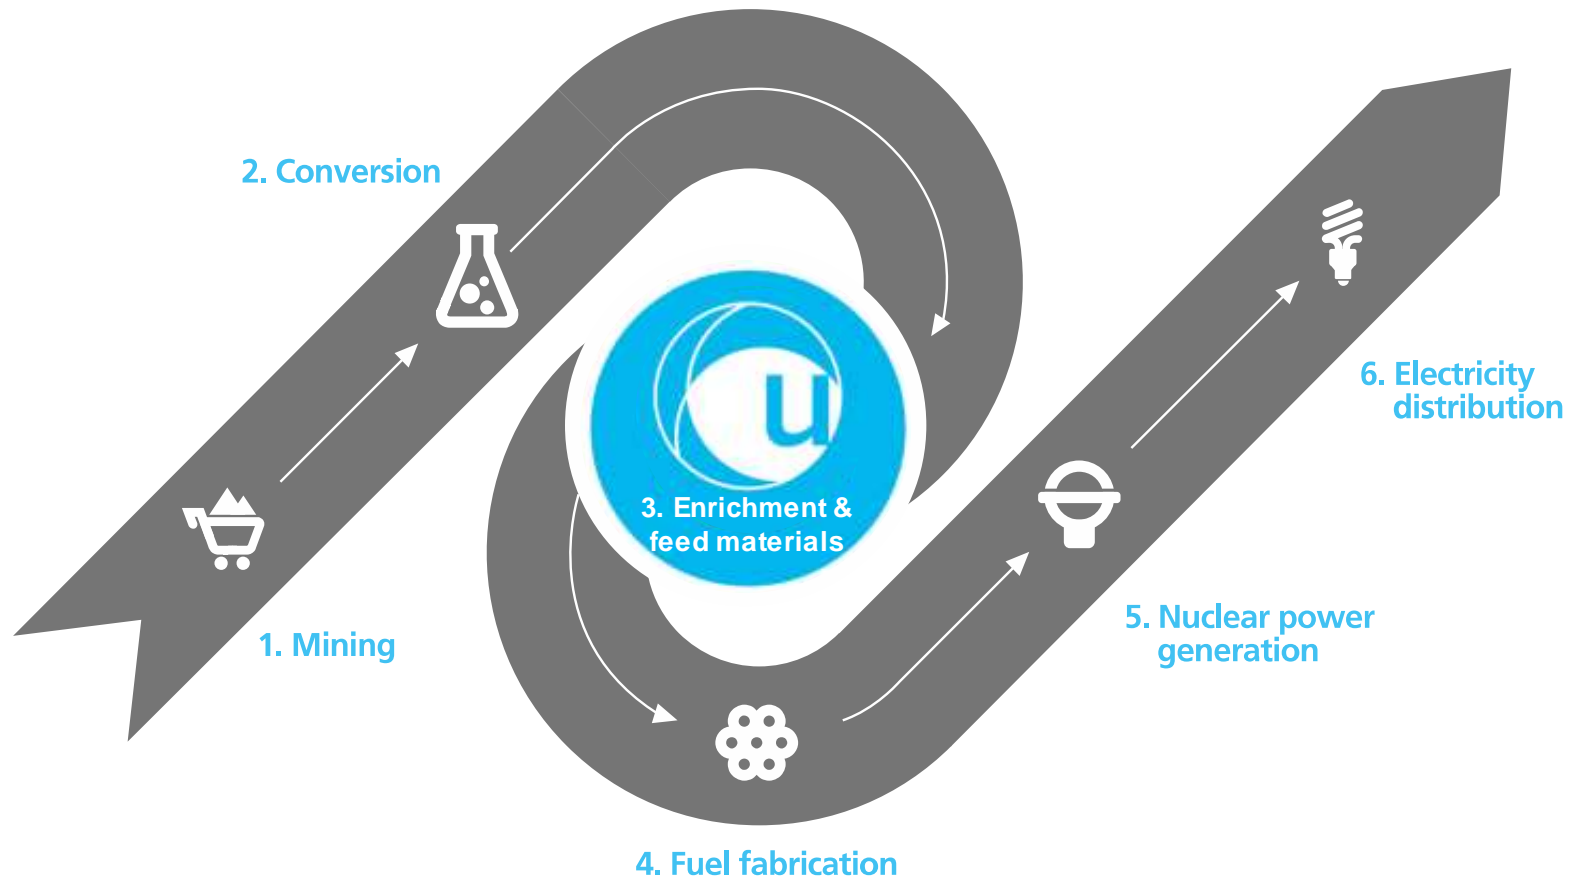 1. Mining
2. Conversion
u
3. Enrichment &
feed materials
4. Fuel fabrication
5. Nuclear power
generation
6. Electricity
distribution